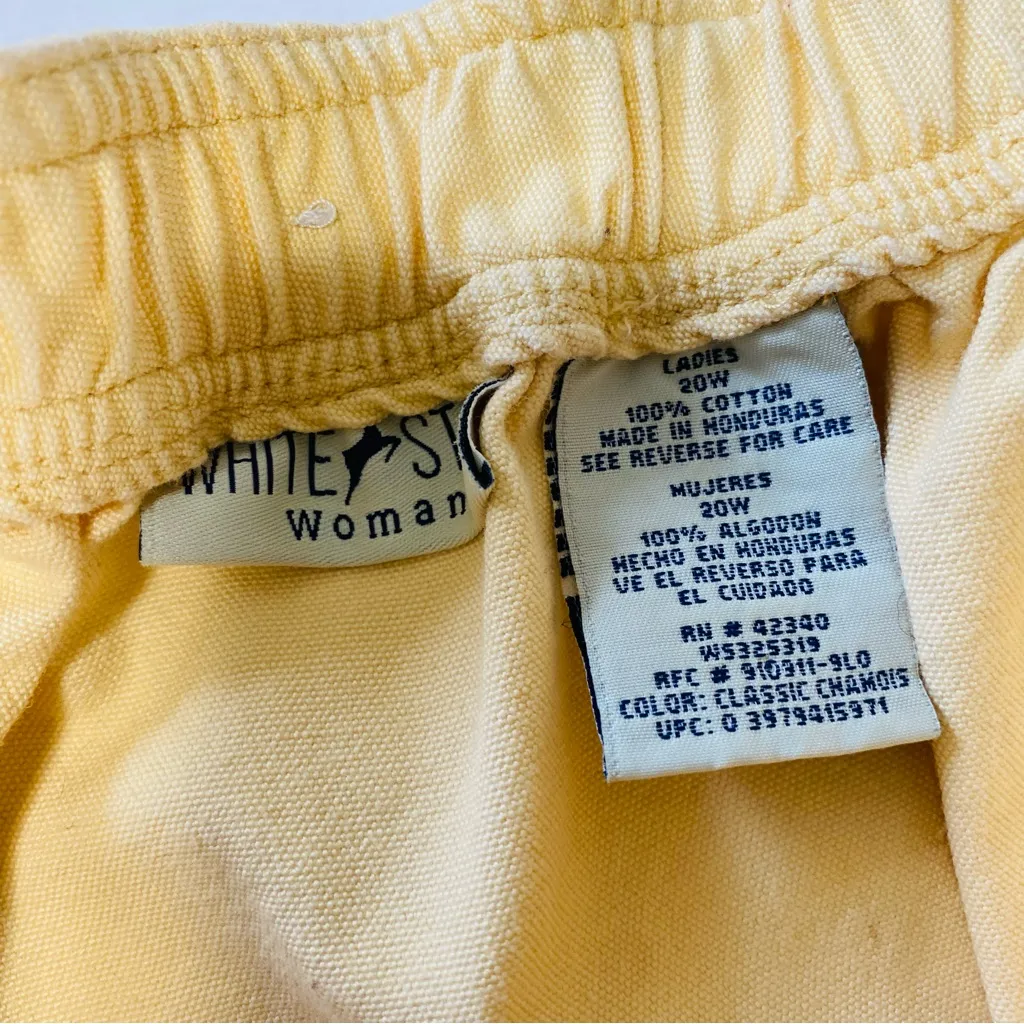 WHITE ST
Woman
LADIES
20W
100% COTTON
MADE IN HONDURAS
SEE REVERSE FOR CARE
MUJERES
20W
100% ALGODON
HECHO EN HONDURAS
VE EL REVERSO PARA
EL CUIDADO
RN # 42340
WS325319
RFC # 910911-9L0
COLOR: CLASSIC CHAMOIS
UPC: 0 3979415971